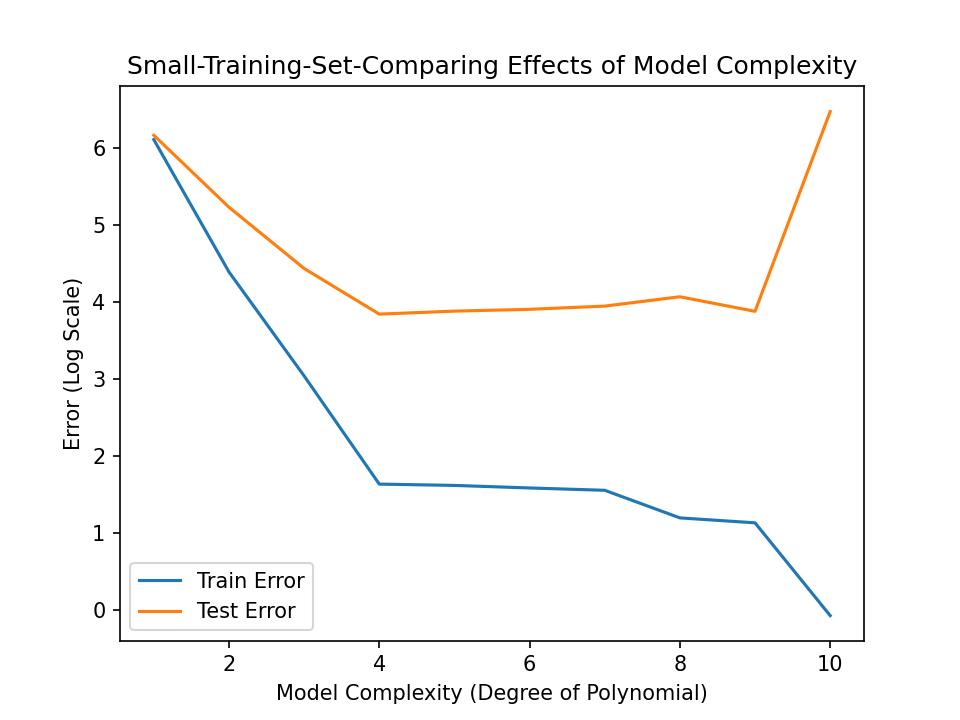 Small-Training-Set-Comparing Effects of Model Complexity
Error (Log Scale)
6
5
4
3
2
1
0
Train Error
Test Error
2 4 6 8 10
Model Complexity (Degree of Polynomial)